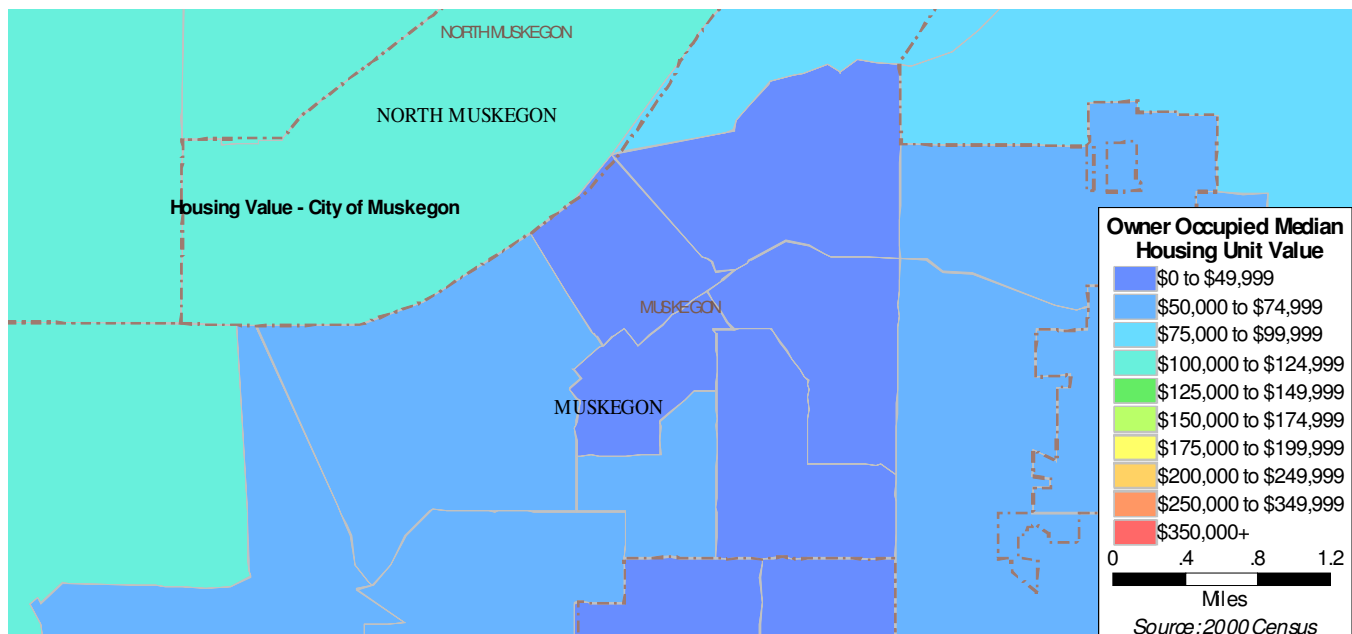 NORTH MUSKEGON
NORTH MUSKEGON
Housing Value - City of Muskegon
MUSKEGON
MUSKEGON
Owner Occupied Median
Housing Unit Value
$0 to $49,999
$50,000 to $74,999
$75,000 to $99,999
$100,000 to $124,999
$125,000 to $149,999
$150,000 to $174,999
$175,000 to $199,999
$200,000 to $249,999
$250,000 to $349,999
$350,000+
0 .4 .8 1.2
Miles
Source: 2000 Census